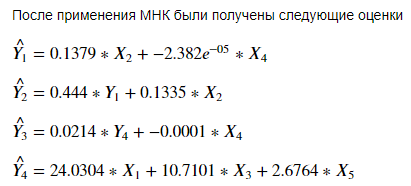 После применения МНК были получены следующие оценки
Ŷ₁ = 0.1379 ∗ X₂ + −2.382e⁻⁰⁵ ∗ X₄
Ŷ₂ = 0.444 ∗ Y₁ + 0.1335 ∗ X₂
Ŷ₃ = 0.0214 ∗ Y₄ + −0.0001 ∗ X₄
Ŷ₄ = 24.0304 ∗ X₁ + 10.7101 ∗ X₃ + 2.6764 ∗ X₅